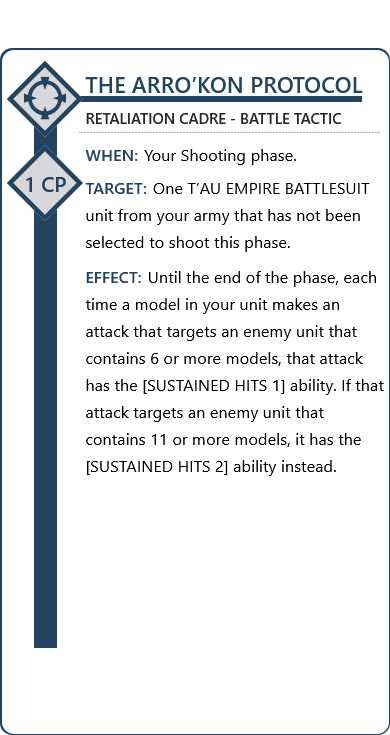 THE ARRO’KON PROTOCOL
RETALIATION CADRE - BATTLE TACTIC
WHEN: Your Shooting phase.
1 CP
TARGET: One T’AU EMPIRE BATTLESUIT
unit from your army that has not been
selected to shoot this phase.
EFFECT: Until the end of the phase, each
time a model in your unit makes an
attack that targets an enemy unit that
contains 6 or more models, that attack
has the [SUSTAINED HITS 1] ability. If that
attack targets an enemy unit that
contains 11 or more models, it has the
[SUSTAINED HITS 2] ability instead.